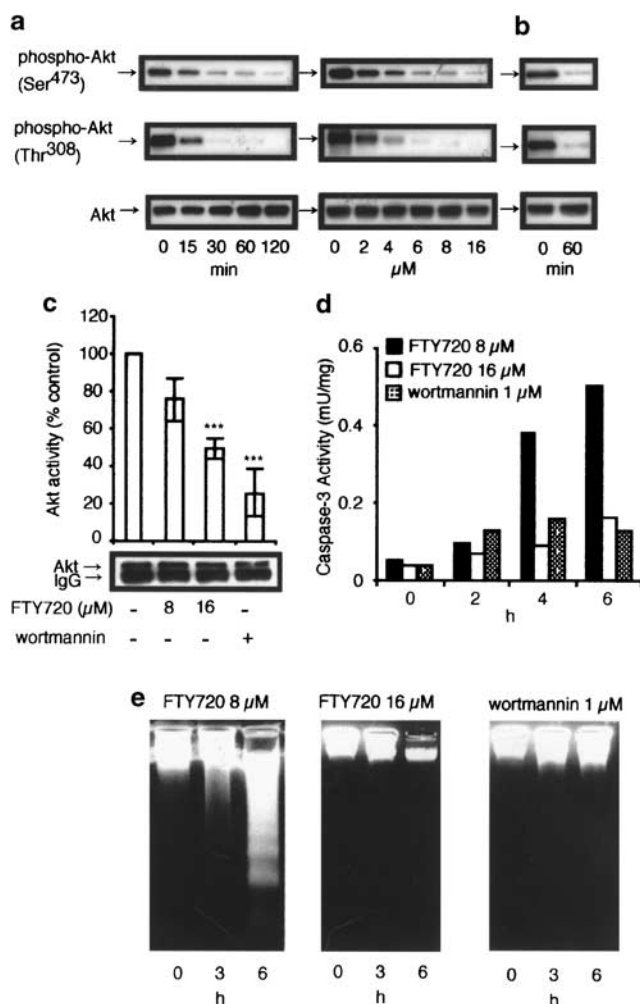 a
b
phospho-Akt
(Ser473)
phospho-Akt
(Thr308)
Akt
0 15 30 60 120
min
0 2 4 6 8 16
µM
0 60
min
c
Akt activity (% control)
120
100
80
60
40
20
0
***
***
Akt
IgG
FTY720 (µM) - 8 16 -
wortmannin - - - +
d
FTY720 8 µM
FTY720 16 µM
wortmannin 1 µM
Caspase-3 Activity (mU/mg)
0.6
0.4
0.2
0
0 2 4 6
h
e
FTY720 8 µM
FTY720 16 µM
wortmannin 1 µM
0 3 6
h
0 3 6
h
0 3 6
h